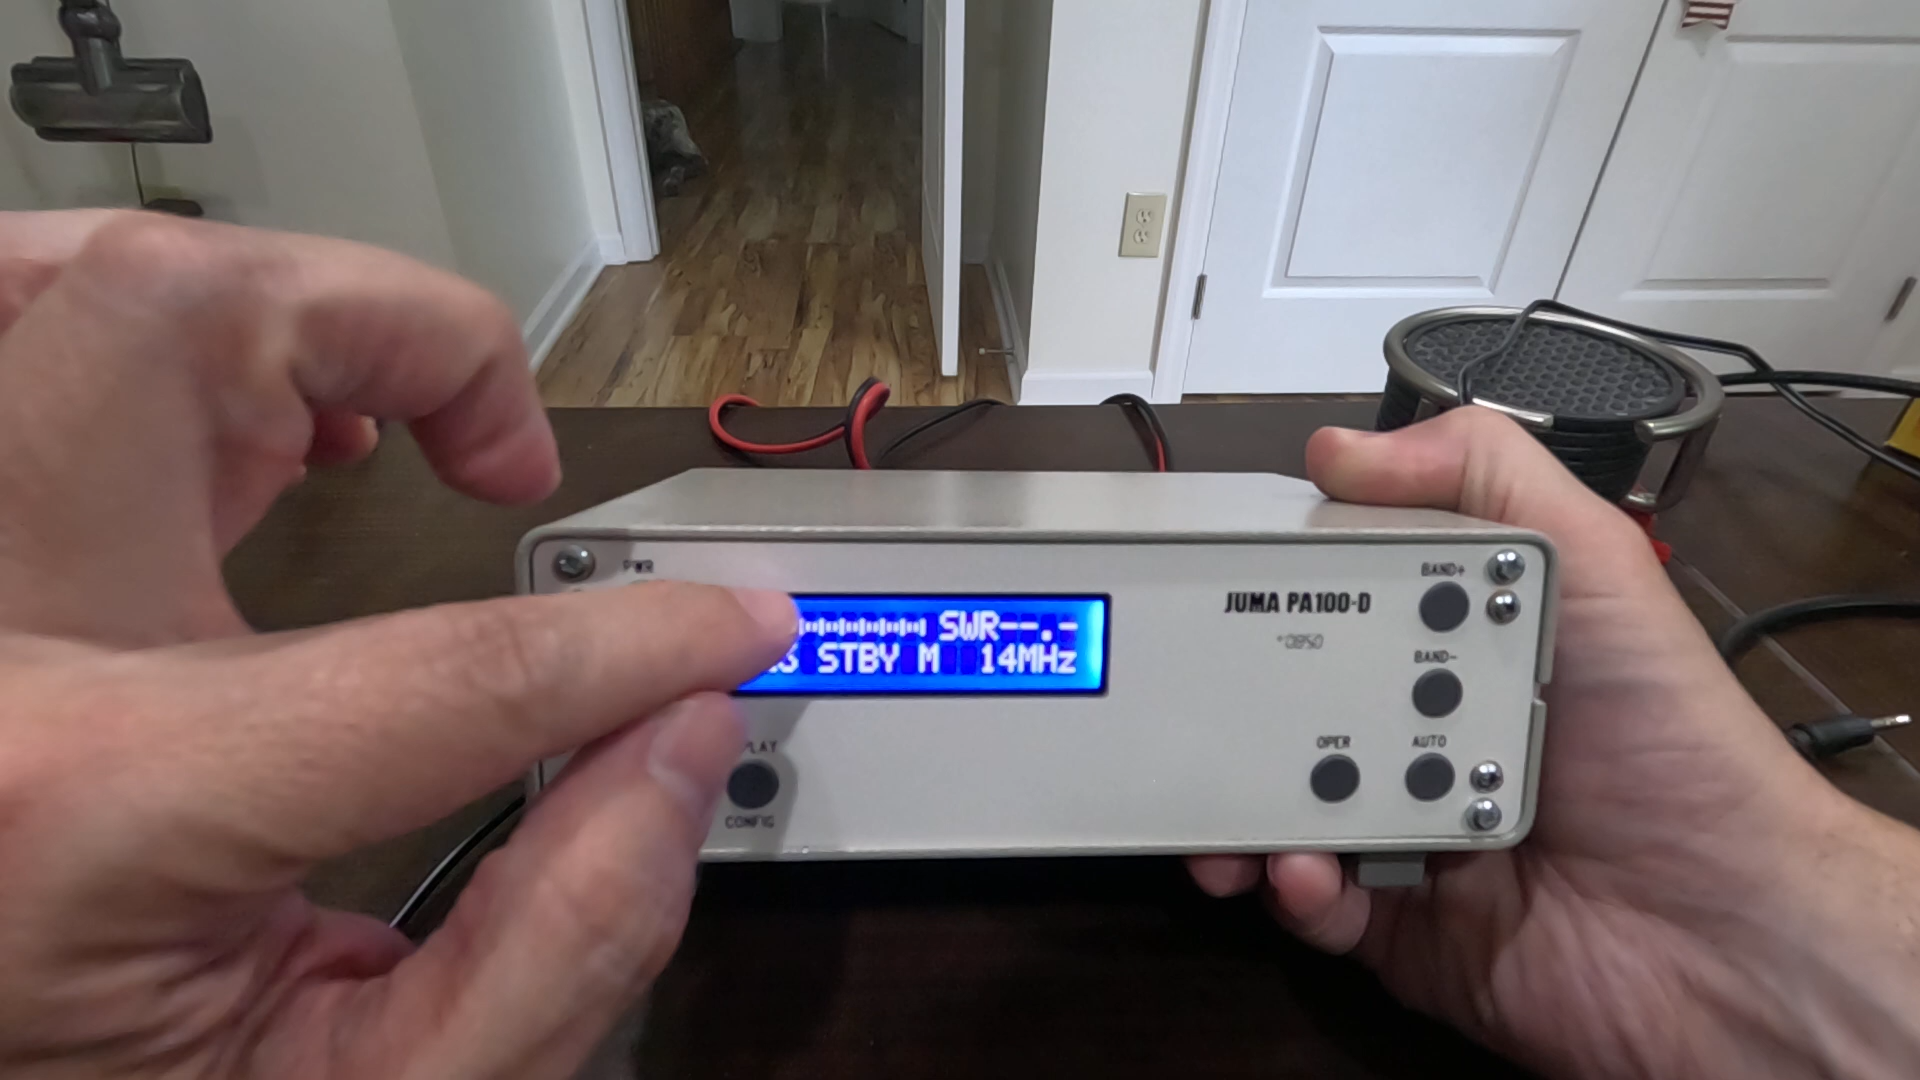 PWR
SWR--.-
STBY M 14MHz
JUMA PA100-D
BAND+
BAND-
OPER
AUTO
CONFIG